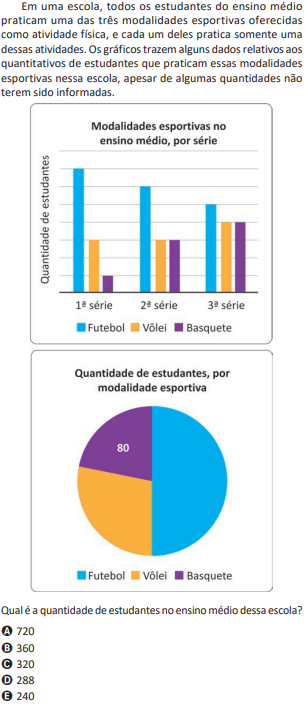 Em uma escola, todos os estudantes do ensino médio
praticam uma das três modalidades esportivas oferecidas
como atividade física, e cada um deles pratica somente uma
dessas atividades. Os gráficos trazem alguns dados relativos aos
quantitativos de estudantes que praticam essas modalidades
esportivas nessa escola, apesar de algumas quantidades não
terem sido informadas.
Modalidades esportivas no
ensino médio, por série
Quantidade de estudantes
1ª série 2ª série 3ª série
Futebol Vôlei Basquete
Quantidade de estudantes, por
modalidade esportiva
80
Futebol Vôlei Basquete
Qual é a quantidade de estudantes no ensino médio dessa escola?
A 720
B 360
C 320
D 288
E 240